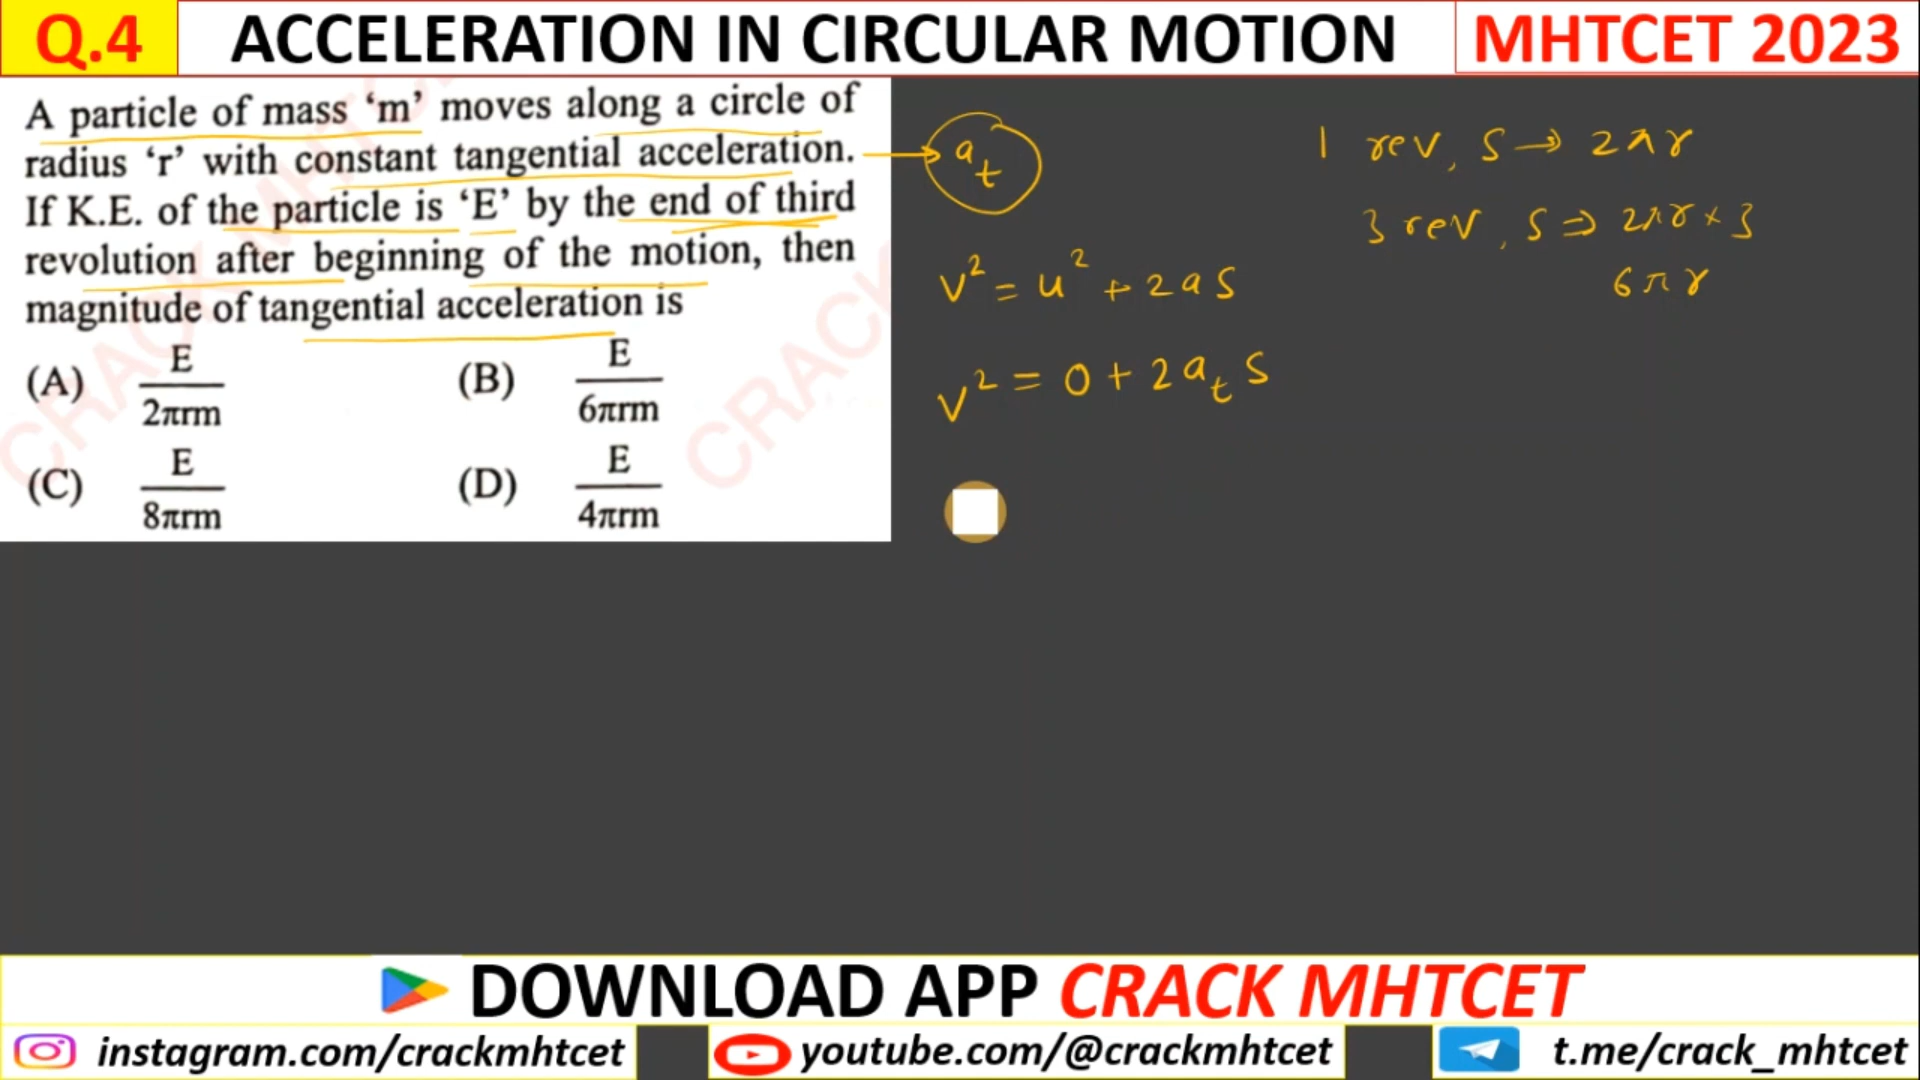 Q.4 ACCELERATION IN CIRCULAR MOTION MHTCET 2023
A particle of mass ‘m’ moves along a circle of
radius ‘r’ with constant tangential acceleration.
If K.E. of the particle is ‘E’ by the end of third
revolution after beginning of the motion, then
magnitude of tangential acceleration is
(A) E/2πrm (B) E/6πrm
(C) E/8πrm (D) E/4πrm
a_t
1 rev, S → 2πr
3 rev, S ⇒ 2πr × 3
6πr
v² = u² + 2as
v² = 0 + 2a_t s
CRACK MHTC
CRACK
DOWNLOAD APP CRACK MHTCET
instagram.com/crackmhtcet youtube.com/@crackmhtcet t.me/crack_mhtcet